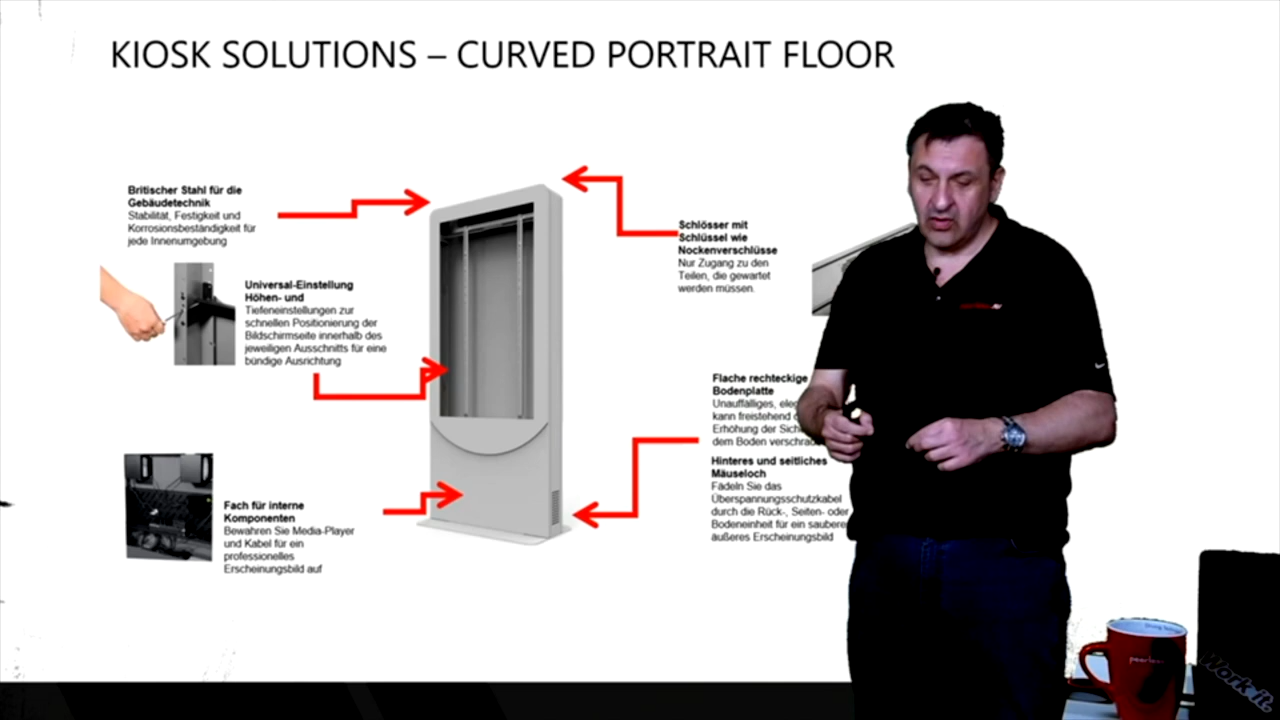 KIOSK SOLUTIONS – CURVED PORTRAIT FLOOR
Britischer Stahl für die
Gebäudetechnik
Stabilität, Festigkeit und
Korrosionsbeständigkeit für
jede Innenumgebung
Universal-Einstellung
Höhen- und
Tiefeneinstellungen zur
schnellen Positionierung der
Bildschirmseite innerhalb des
jeweiligen Ausschnitts für eine
bündige Ausrichtung
Fach für interne
Komponenten
Bewahren Sie Media-Player
und Kabel für ein
professionelles
Erscheinungsbild auf
Schlösser mit
Schlüssel wie
Nockenverschlüsse
Nur Zugang zu den
Teilen, die gewartet
werden müssen.
Flache rechteckige
Bodenplatte
Unauffälliges,
kann freistehend
Erhöhung der
dem Boden
Hinteres und seitliches
Mäuseloch
Fädeln Sie das
Überspannungsschutzkabel
durch die Rück-, Seiten- oder
Bodeneinheit für ein
äußeres Erscheinungsbild
Work it.